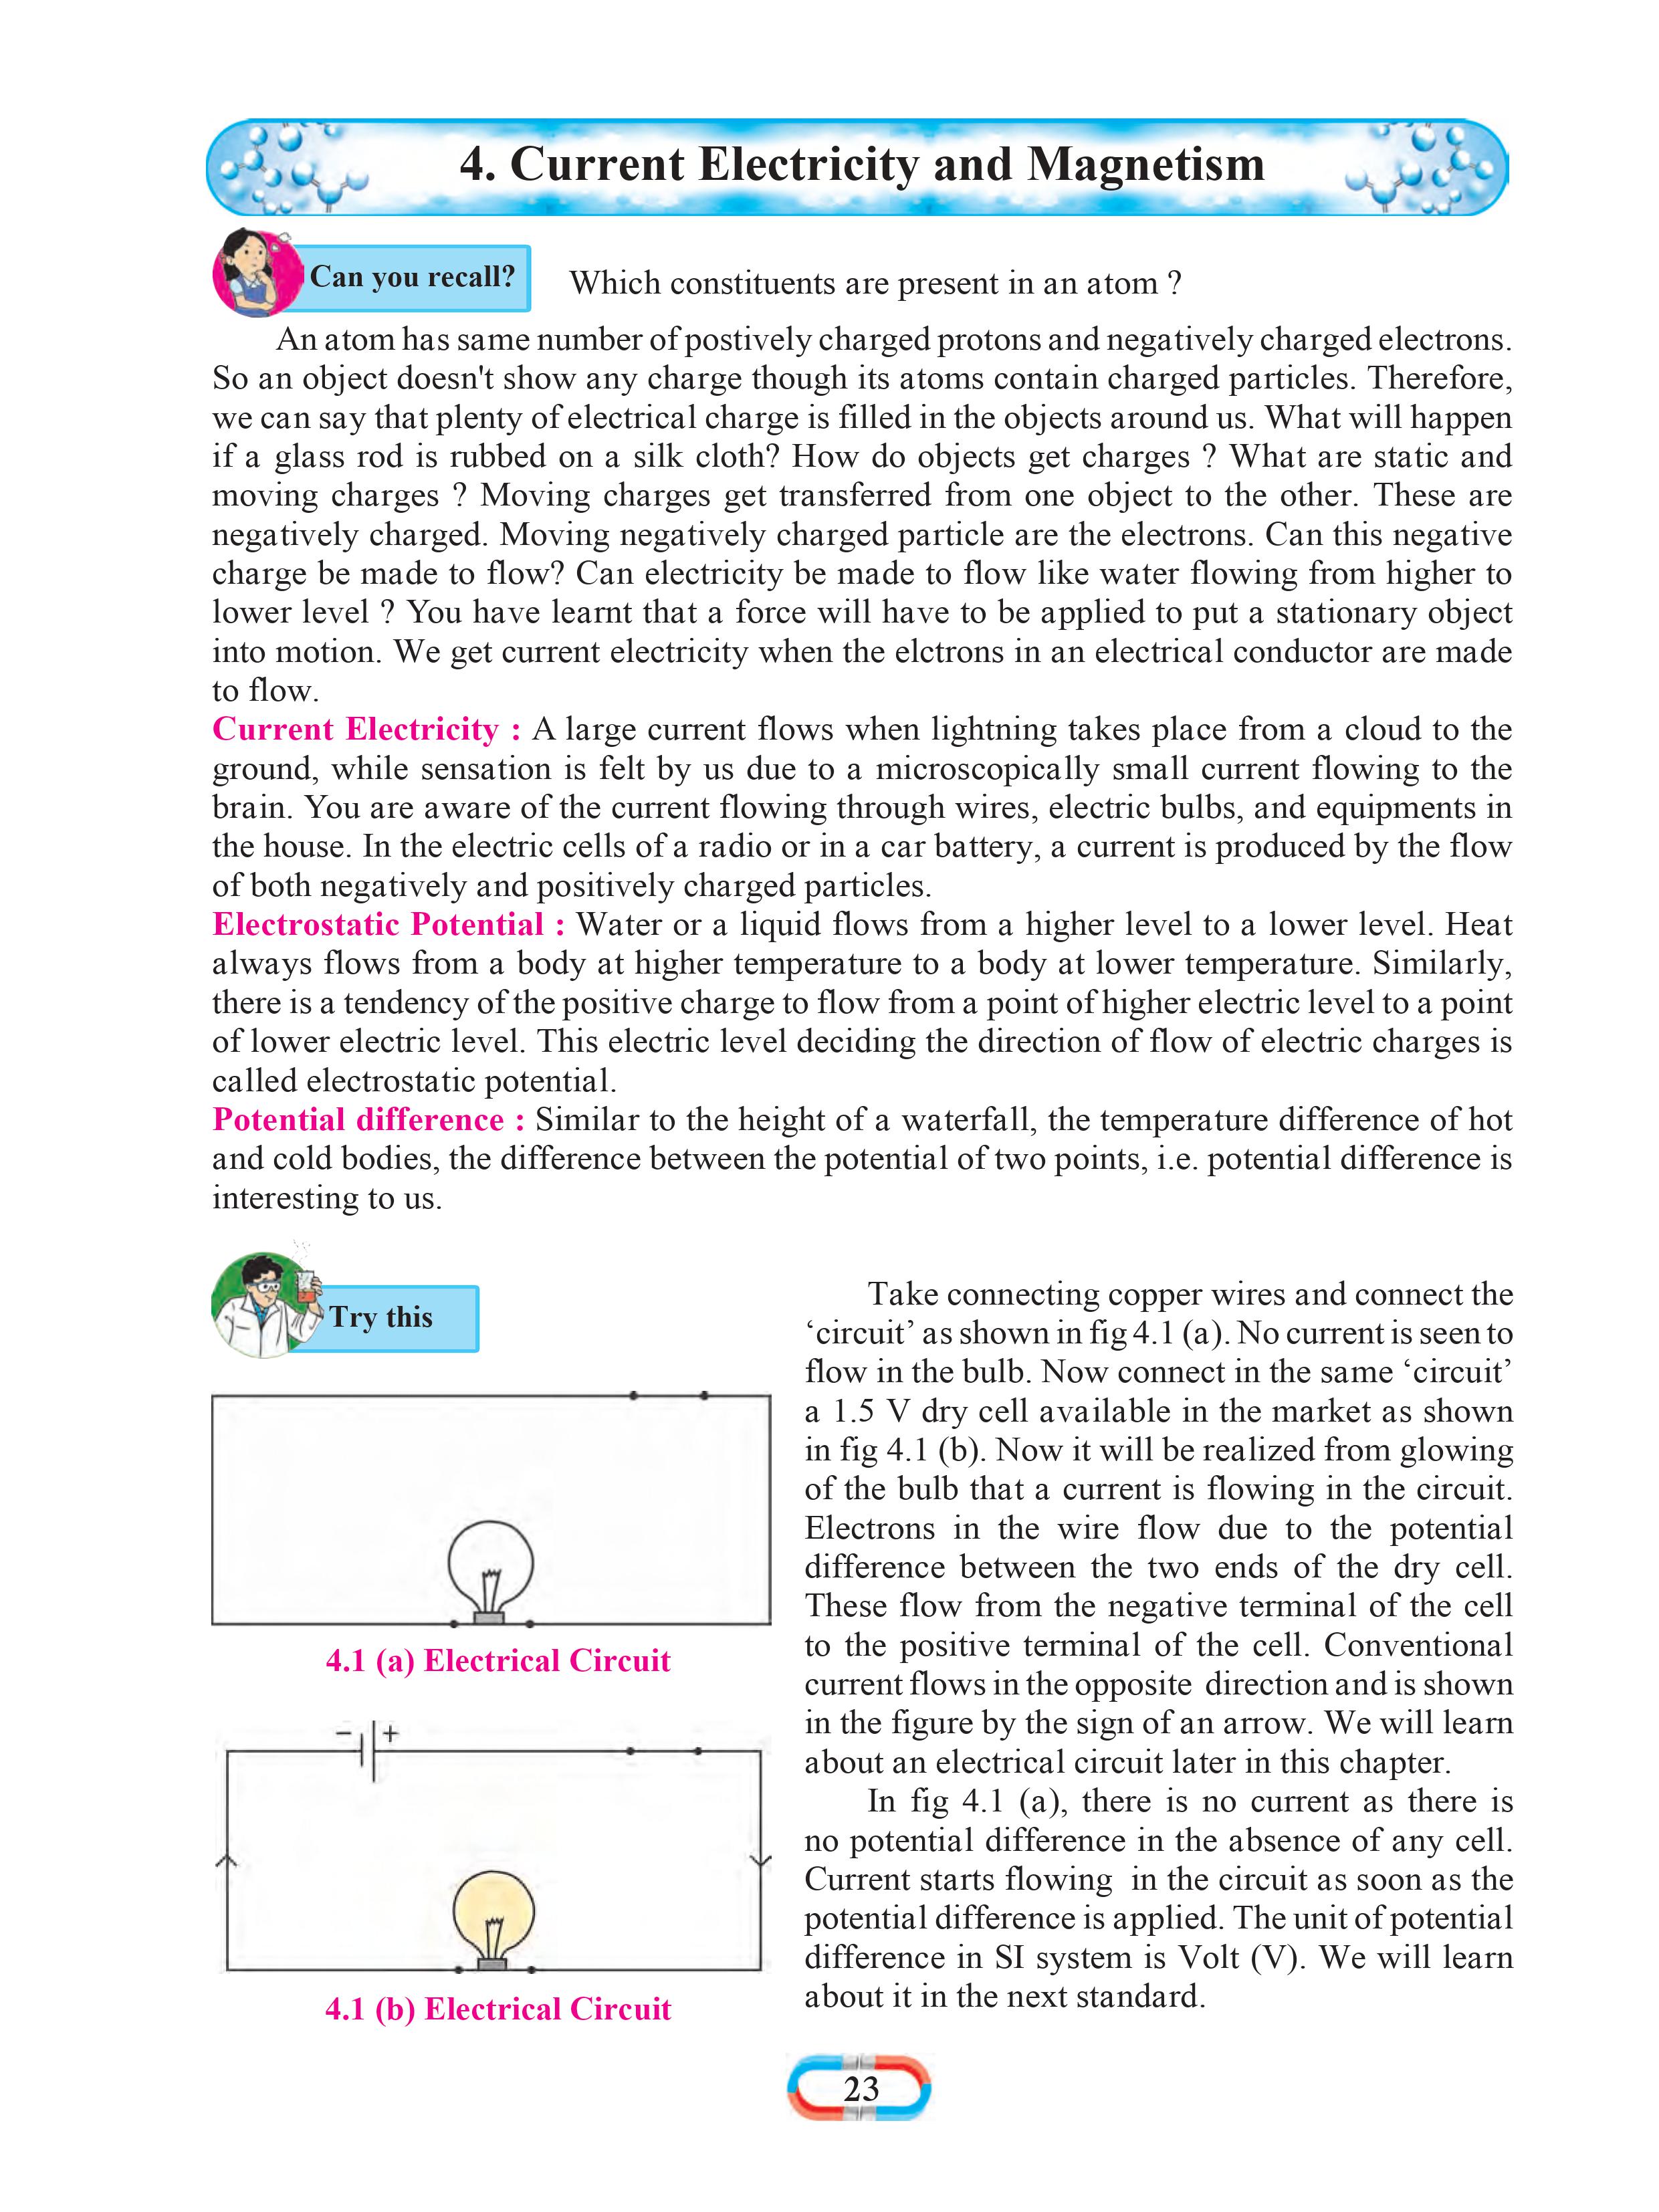 4. Current Electricity and Magnetism
Can you recall?
Which constituents are present in an atom ?
An atom has same number of postively charged protons and negatively charged electrons.
So an object doesn't show any charge though its atoms contain charged particles. Therefore,
we can say that plenty of electrical charge is filled in the objects around us. What will happen
if a glass rod is rubbed on a silk cloth? How do objects get charges ? What are static and
moving charges ? Moving charges get transferred from one object to the other. These are
negatively charged. Moving negatively charged particle are the electrons. Can this negative
charge be made to flow? Can electricity be made to flow like water flowing from higher to
lower level ? You have learnt that a force will have to be applied to put a stationary object
into motion. We get current electricity when the elctrons in an electrical conductor are made
to flow.
Current Electricity : A large current flows when lightning takes place from a cloud to the
ground, while sensation is felt by us due to a microscopically small current flowing to the
brain. You are aware of the current flowing through wires, electric bulbs, and equipments in
the house. In the electric cells of a radio or in a car battery, a current is produced by the flow
of both negatively and positively charged particles.
Electrostatic Potential : Water or a liquid flows from a higher level to a lower level. Heat
always flows from a body at higher temperature to a body at lower temperature. Similarly,
there is a tendency of the positive charge to flow from a point of higher electric level to a point
of lower electric level. This electric level deciding the direction of flow of electric charges is
called electrostatic potential.
Potential difference : Similar to the height of a waterfall, the temperature difference of hot
and cold bodies, the difference between the potential of two points, i.e. potential difference is
interesting to us.
Try this
4.1 (a) Electrical Circuit
− +
4.1 (b) Electrical Circuit
Take connecting copper wires and connect the
‘circuit’ as shown in fig 4.1 (a). No current is seen to
flow in the bulb. Now connect in the same ‘circuit’
a 1.5 V dry cell available in the market as shown
in fig 4.1 (b). Now it will be realized from glowing
of the bulb that a current is flowing in the circuit.
Electrons in the wire flow due to the potential
difference between the two ends of the dry cell.
These flow from the negative terminal of the cell
to the positive terminal of the cell. Conventional
current flows in the opposite direction and is shown
in the figure by the sign of an arrow. We will learn
about an electrical circuit later in this chapter.
In fig 4.1 (a), there is no current as there is
no potential difference in the absence of any cell.
Current starts flowing in the circuit as soon as the
potential difference is applied. The unit of potential
difference in SI system is Volt (V). We will learn
about it in the next standard.
23